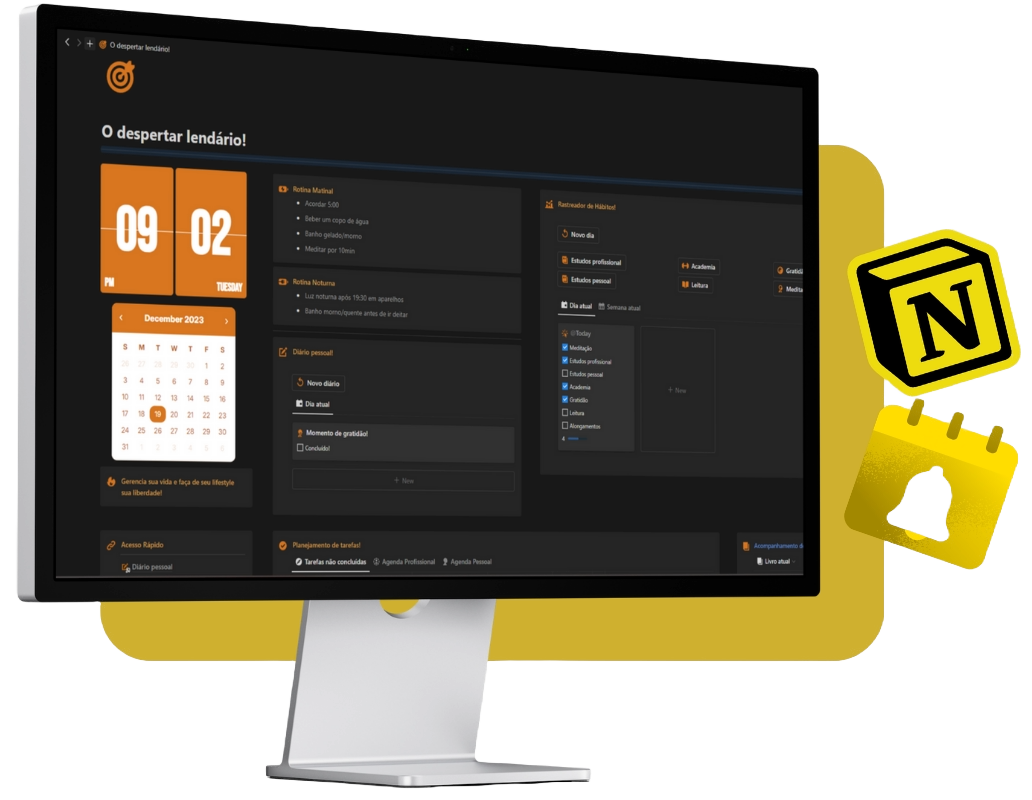 O despertar lendário!
O despertar lendário!
09
02
PM
TUESDAY
December 2023
S M T W T F S
26 27 28 29 30 1 2
3 4 5 6 7 8 9
10 11 12 13 14 15 16
17 18 19 20 21 22 23
24 25 26 27 28 29 30
31 1 2 3 4 5 6
Gerencia sua vida e faça de seu lifestyle
sua liberdade!
Acesso Rápido
Diário pessoal
Rotina Matinal
Acordar 5:00
Beber um copo de água
Banho gelado/morno
Meditar por 10min
Rotina Noturna
Luz noturna após 19:30 em aparelhos
Banho morno/quente antes de ir deitar
Diário pessoal!
Novo diário
Dia atual
Momento de gratidão!
Concluído!
+ New
Planejamento de tarefas!
Tarefas não concluídas Agenda Profissional Agenda Pessoal
Rastreador de Hábitos!
Novo dia
Estudos profissional
Academia
Gratidã
Estudos pessoal
Leitura
Medita
Dia atual Semana atual
@Today
Meditação
Estudos profissional
Estudos pessoal
Academia
Gratidão
Leitura
Alongamentos
4
+ New
Acompanhamento d
Livro atual
N